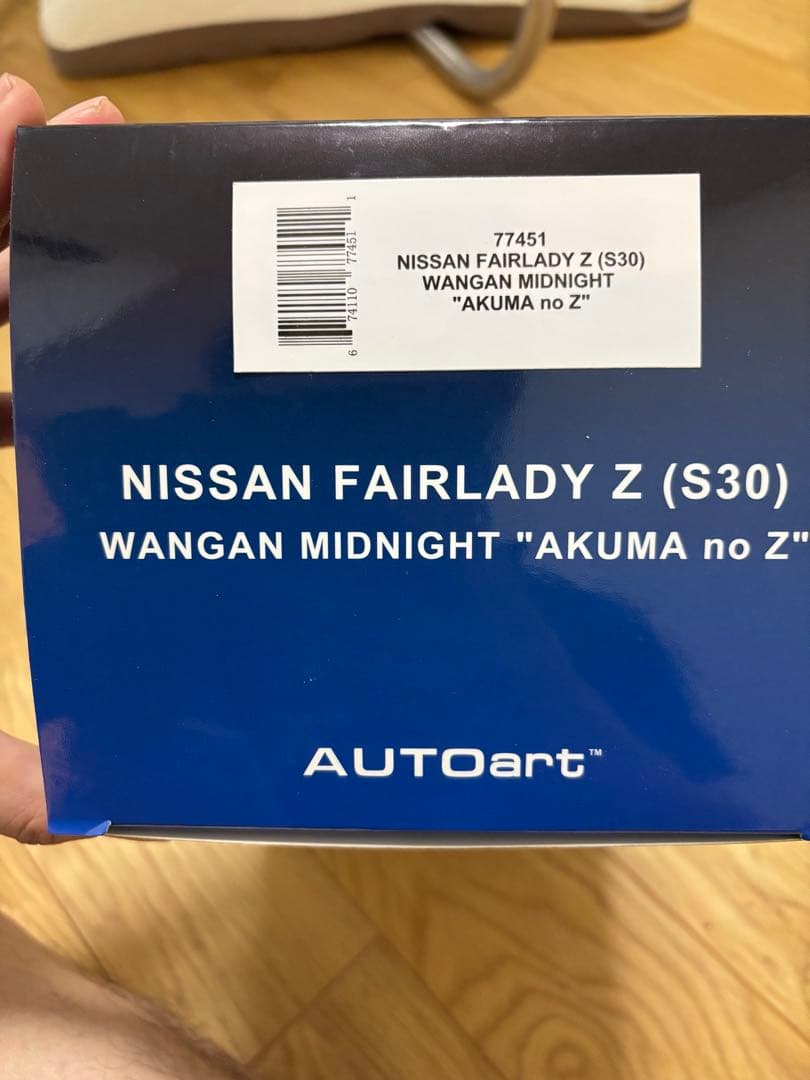 6 74110 77451 1
77451
NISSAN FAIRLADY Z (S30)
WANGAN MIDNIGHT
"AKUMA no Z"
NISSAN FAIRLADY Z (S30)
WANGAN MIDNIGHT "AKUMA no Z"
AUTOart™